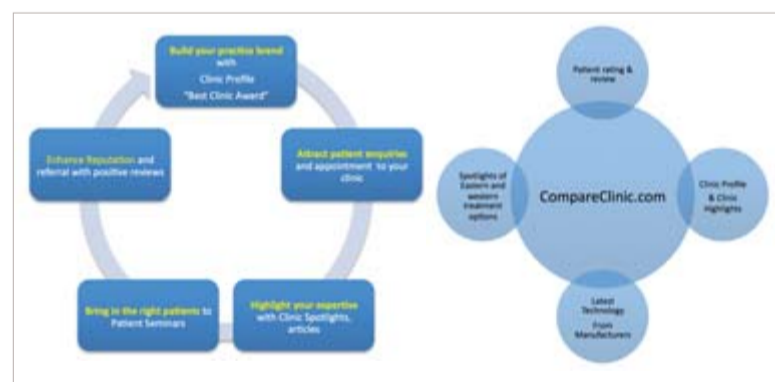 Build your practice brand
with
Clinic Profile
"Best Clinic Award"
Attract patient enquiries
and appointment to your
clinic
Highlight your expertise
with Clinic Spotlights,
articles
Bring in the right patients to
Patient Seminars
Enhance Reputation and
referral with positive reviews
Patient rating &
review
Spotlights of
Eastern and
western
treatment
options
CompareClinic.com
Clinic Profile
& Clinic
Highlights
Latest
Technology
From
Manufacturers